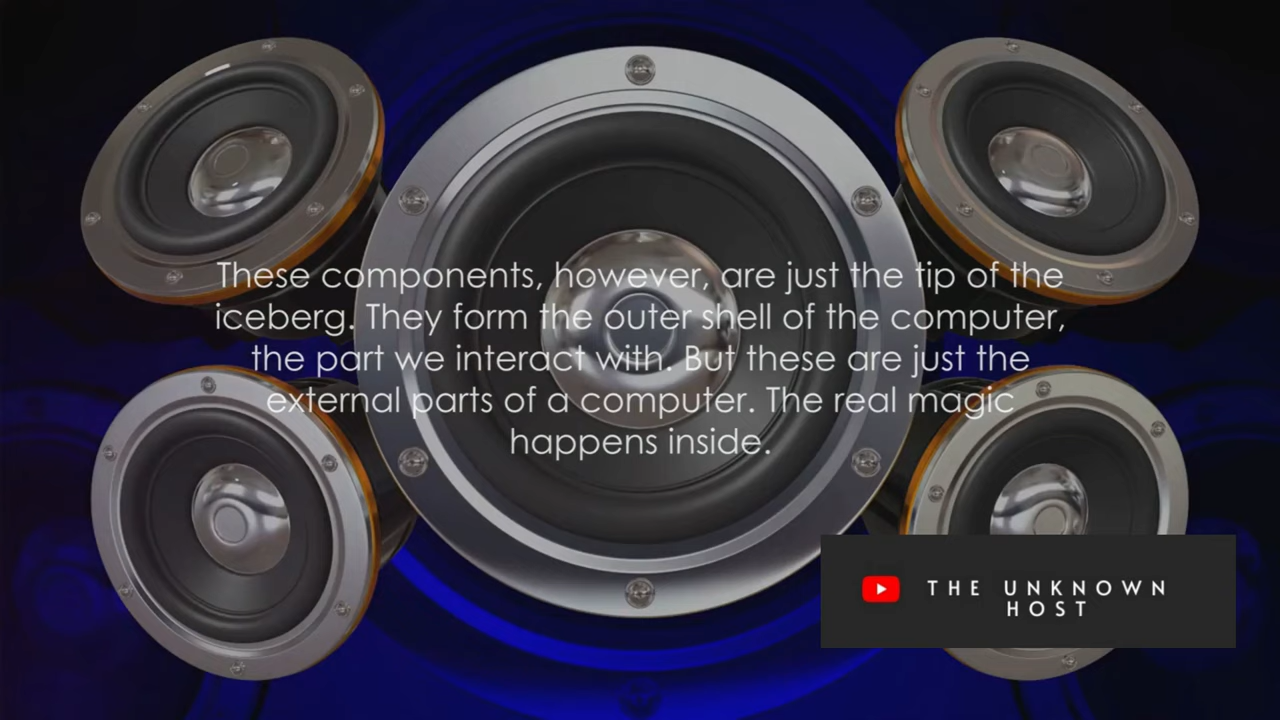 These components, however, are just the tip of the
iceberg. They form the outer shell of the computer,
the part we interact with. But these are just the
external parts of a computer. The real magic
happens inside.
THE UNKNOWN
HOST